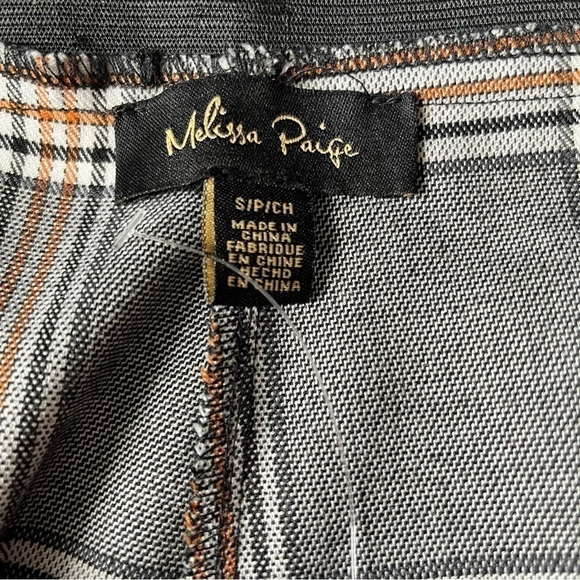 Melissa Paige
S/P/CH
MADE IN
CHINA
FABRIQUE
EN CHINE
HECHO
EN CHINA